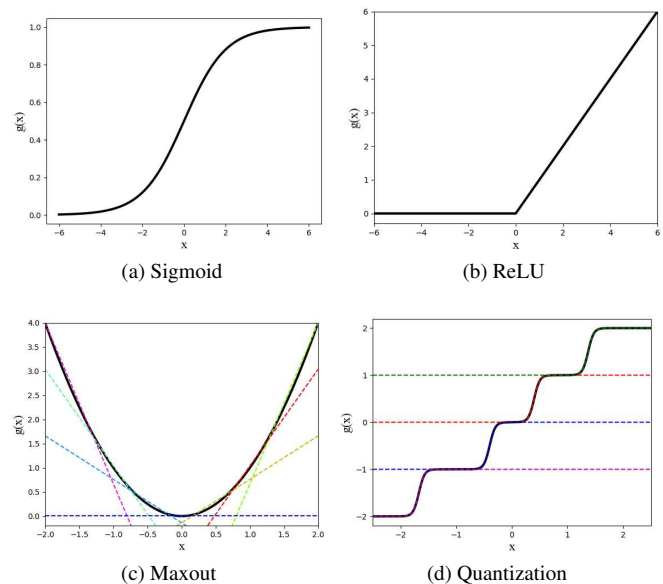 1.0
0.8
0.6
0.4
0.2
0.0
g(x)
−6 −4 −2 0 2 4 6
x
(a) Sigmoid
6
5
4
3
2
1
0
g(x)
−6 −4 −2 0 2 4 6
x
(b) ReLU
4.0
3.5
3.0
2.5
2.0
1.5
1.0
0.5
0.0
g(x)
−2.0 −1.5 −1.0 −0.5 0.0 0.5 1.0 1.5 2.0
x
(c) Maxout
2
1
0
−1
−2
g(x)
−2 −1 0 1 2
x
(d) Quantization